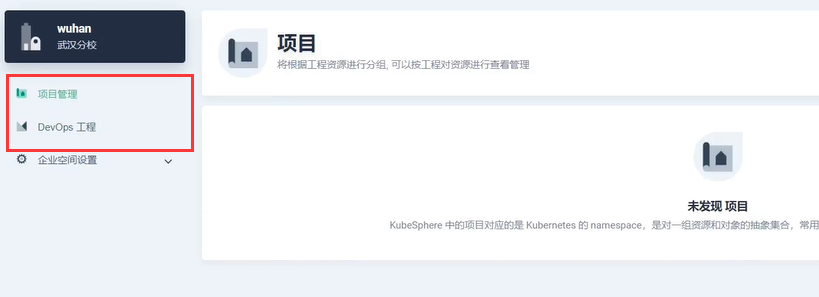 wuhan
武汉分校
项目管理
DevOps 工程
企业空间设置
项目
将根据工程资源进行分组, 可以按工程对资源进行查看管理
未发现 项目
KubeSphere 中的项目对应的是 Kubernetes 的 namespace，是对一组资源和对象的抽象集合，常用